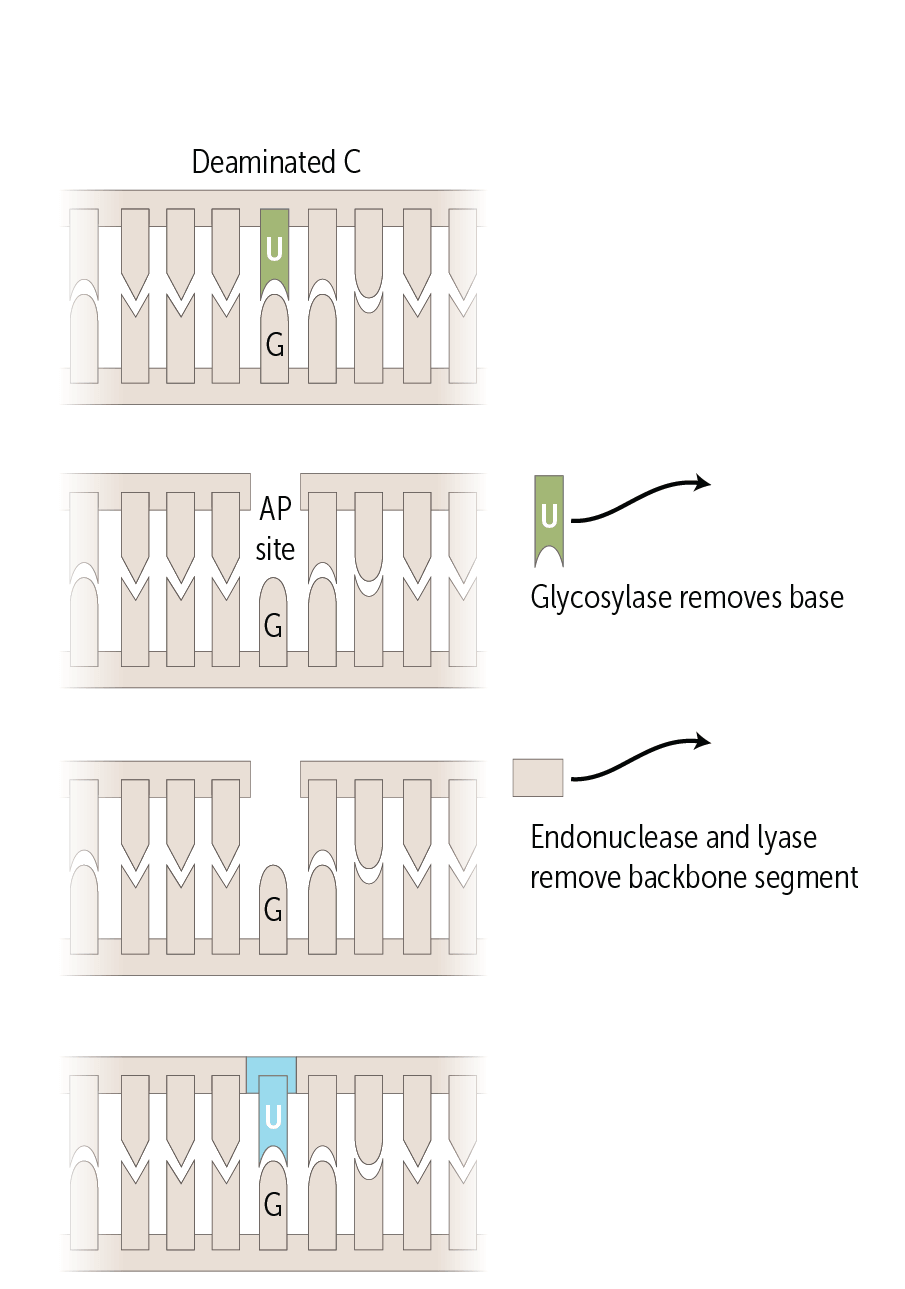 Deaminated C
U
G
AP
site
G
U
Glycosylase removes base
G
Endonuclease and lyase
remove backbone segment
U
G